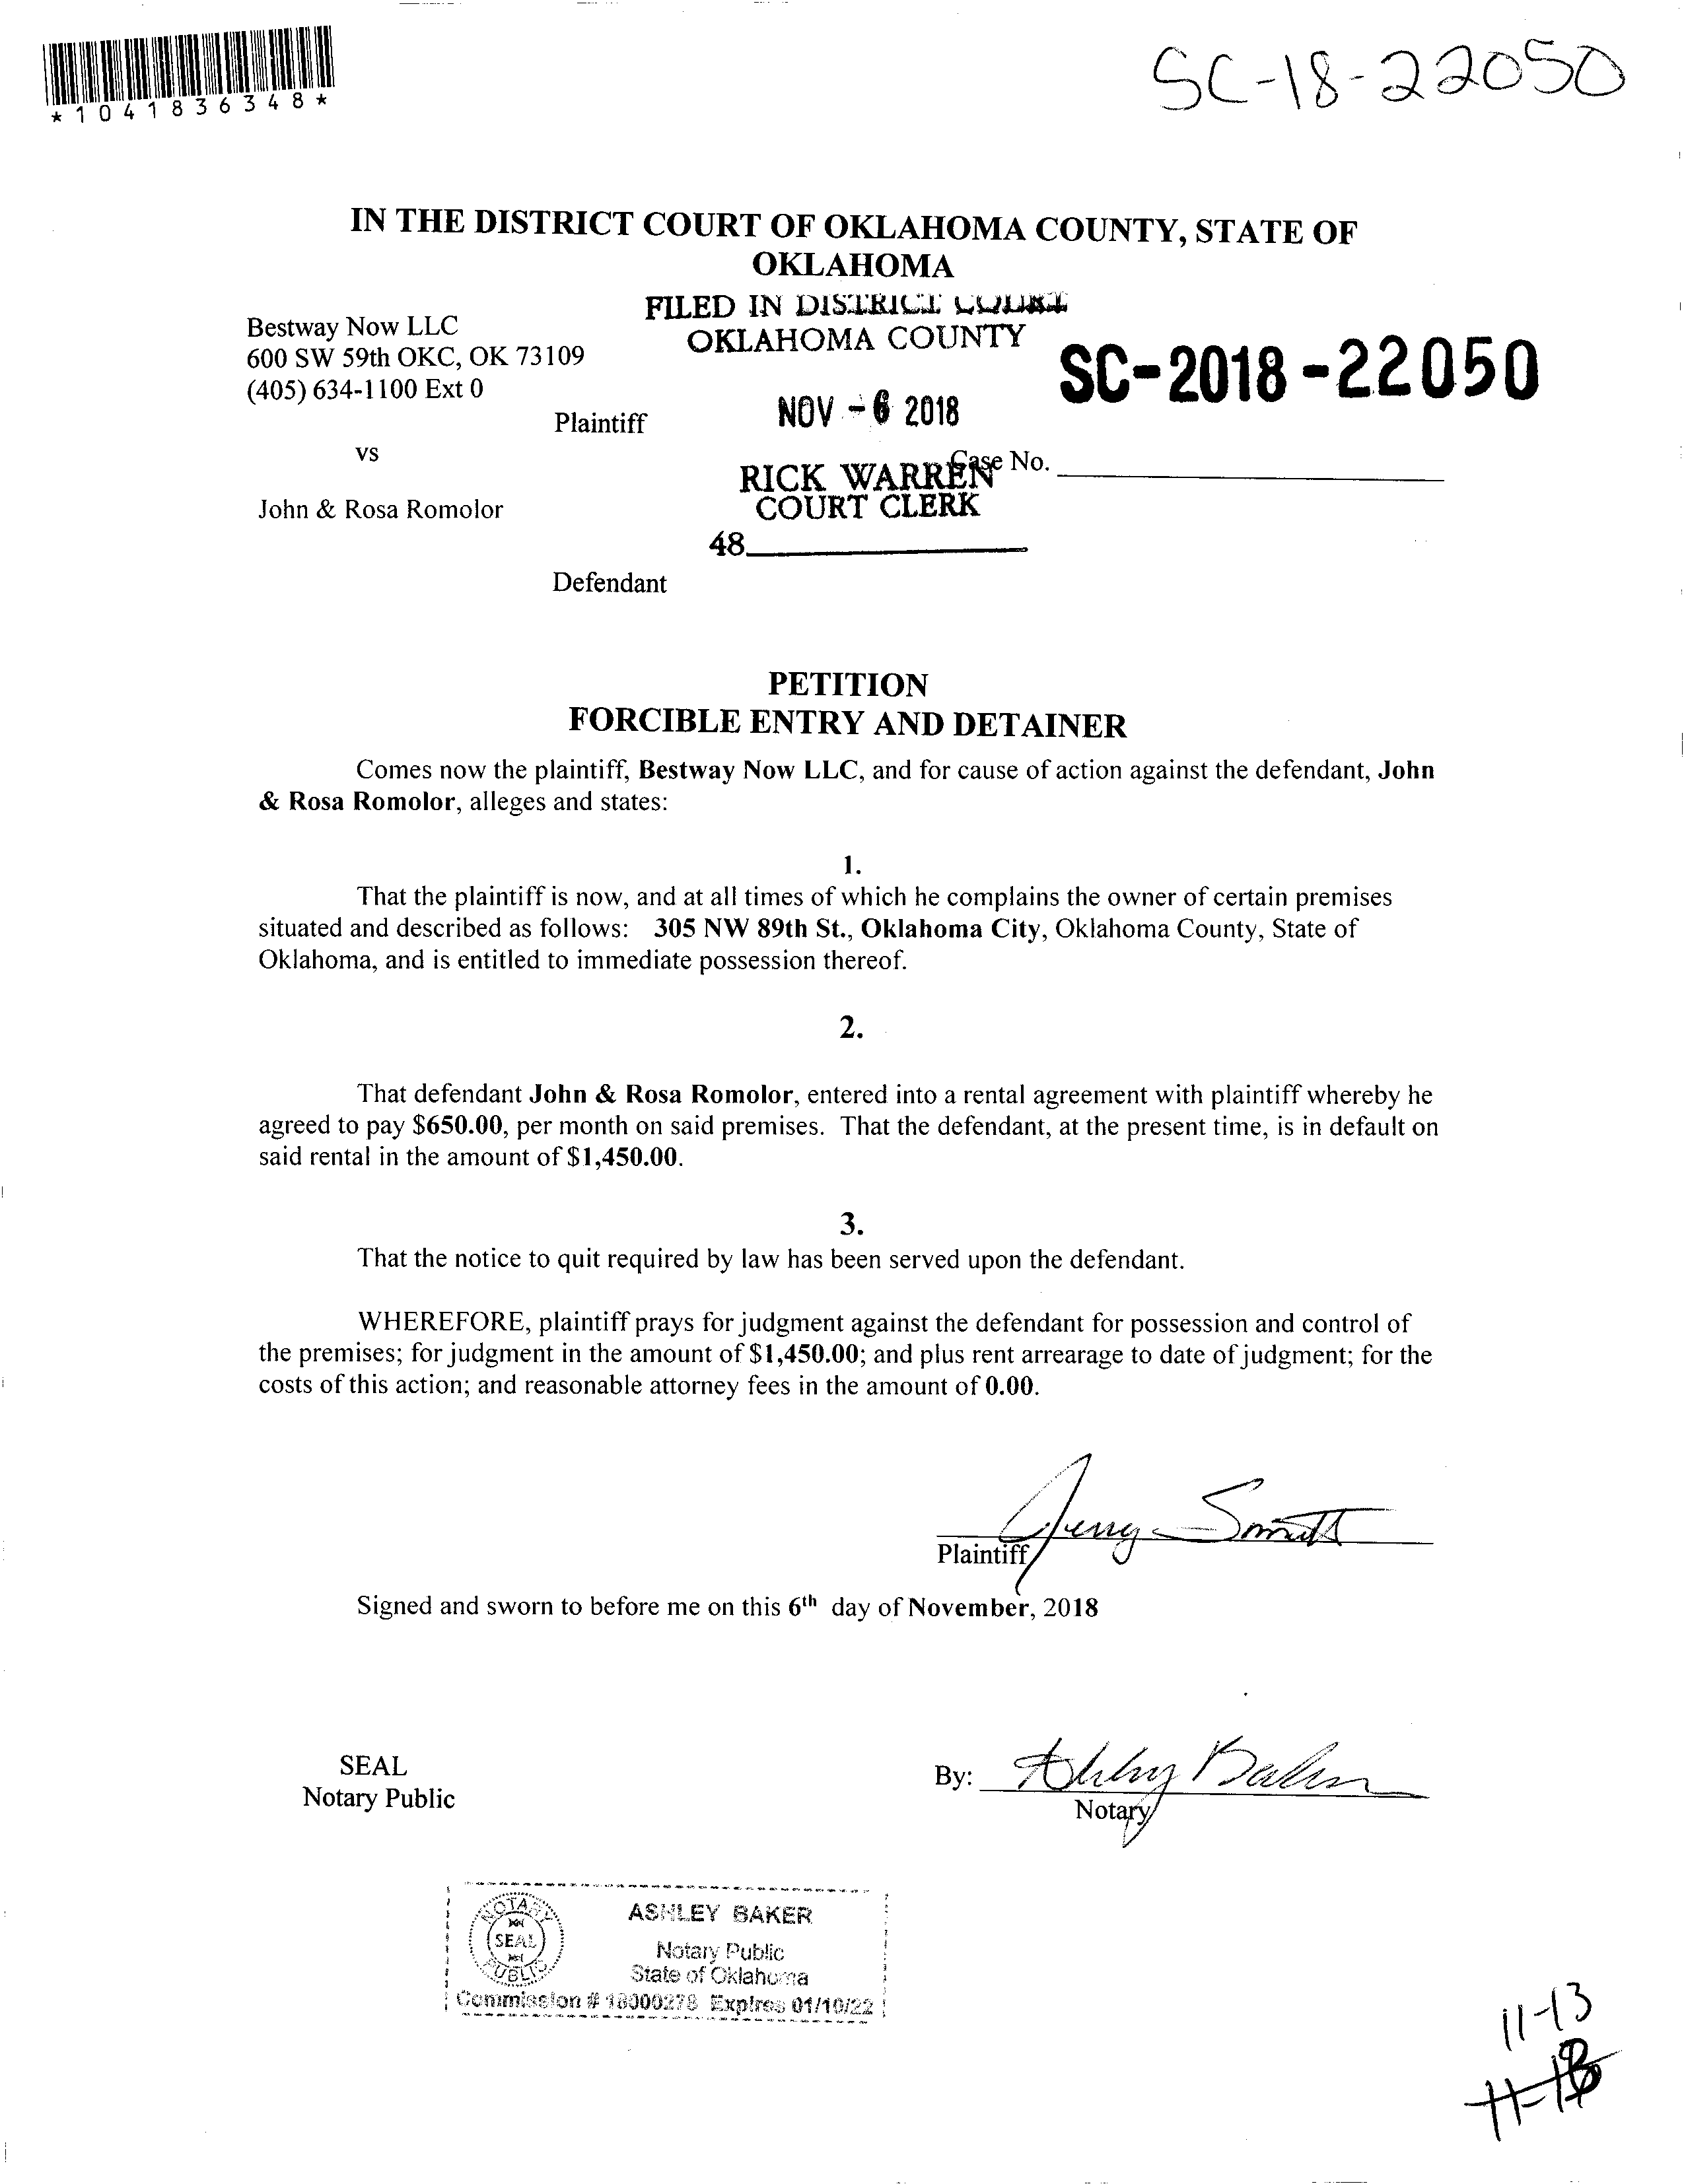 *1041836348*
SC-18-22050
IN THE DISTRICT COURT OF OKLAHOMA COUNTY, STATE OF
OKLAHOMA
FILED IN DISTRICT COURT
OKLAHOMA COUNTY
Bestway Now LLC
600 SW 59th OKC, OK 73109
(405) 634-1100 Ext 0
SC-2018-22050
Plaintiff
NOV -6 2018
vs
RICK WARREN
Case No.
COURT CLERK
John & Rosa Romolor
48
Defendant
PETITION
FORCIBLE ENTRY AND DETAINER
Comes now the plaintiff, Bestway Now LLC, and for cause of action against the defendant, John
& Rosa Romolor, alleges and states:
1.
That the plaintiff is now, and at all times of which he complains the owner of certain premises
situated and described as follows: 305 NW 89th St., Oklahoma City, Oklahoma County, State of
Oklahoma, and is entitled to immediate possession thereof.
2.
That defendant John & Rosa Romolor, entered into a rental agreement with plaintiff whereby he
agreed to pay $650.00, per month on said premises. That the defendant, at the present time, is in default on
said rental in the amount of $1,450.00.
3.
That the notice to quit required by law has been served upon the defendant.
WHEREFORE, plaintiff prays for judgment against the defendant for possession and control of
the premises; for judgment in the amount of $1,450.00; and plus rent arrearage to date of judgment; for the
costs of this action; and reasonable attorney fees in the amount of 0.00.
Jerry Smith
Plaintiff
Signed and sworn to before me on this 6th day of November, 2018
SEAL
Notary Public
By: Ashley Baker
Notary
NOTARY
SEAL
PUBLIC
ASHLEY BAKER
Notary Public
State of Oklahoma
Commission # 18000278 Expires 01/10/22
11-13